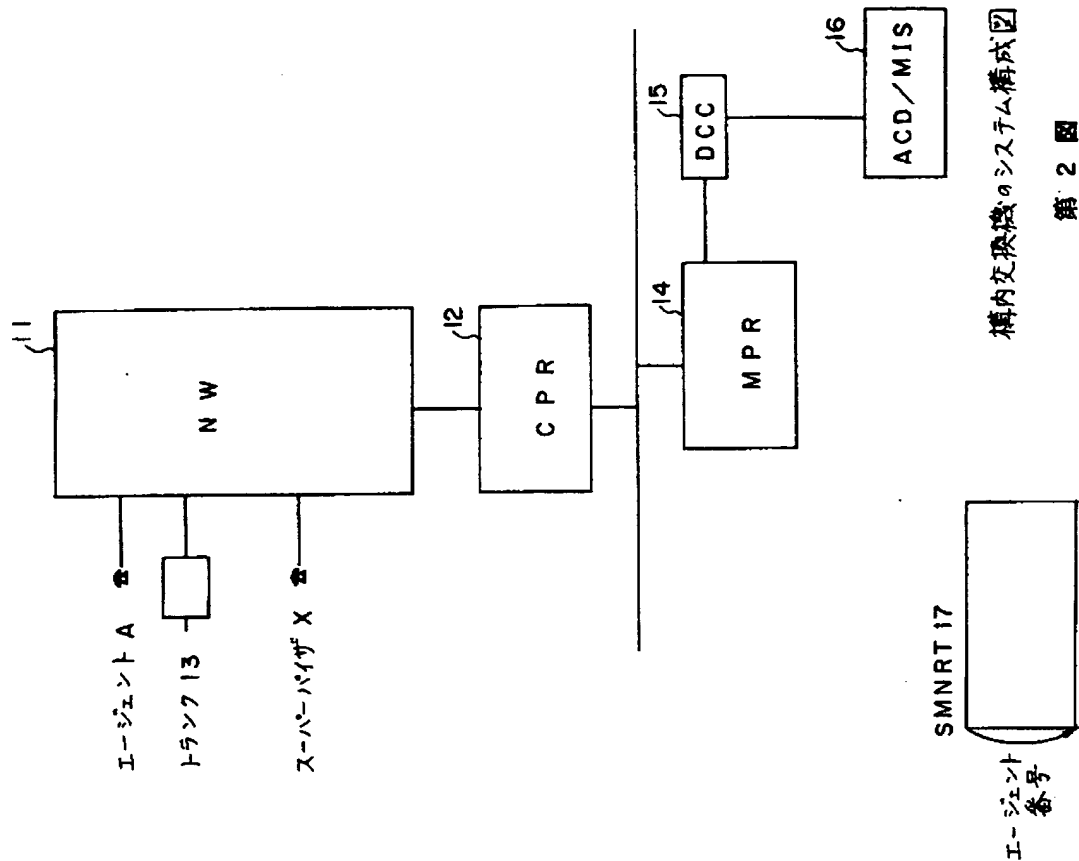 11
NW
エージェント A
トランク 13
スーパーバイザ X
12
CPR
14
MPR
15
DCC
16
ACD/MIS
SMNRT 17
エージェント
番号
構内交換機のシステム構成図
第 2 図